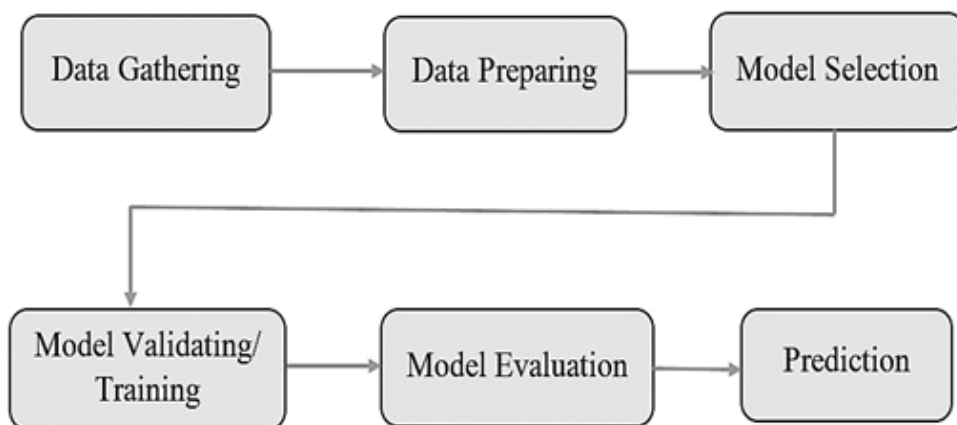 Data Gathering
Data Preparing
Model Selection
Model Validating/
Training
Model Evaluation
Prediction